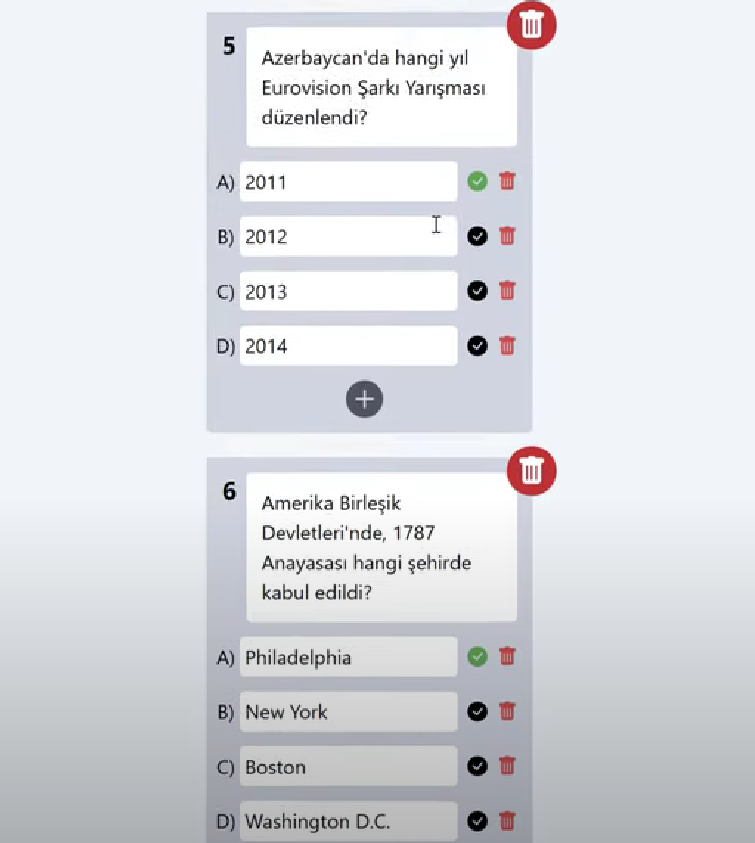 5
Azerbaycan'da hangi yıl
Eurovision Şarkı Yarışması
düzenlendi?
A) 2011
B) 2012
C) 2013
D) 2014
6
Amerika Birleşik
Devletleri'nde, 1787
Anayasası hangi şehirde
kabul edildi?
A) Philadelphia
B) New York
C) Boston
D) Washington D.C.